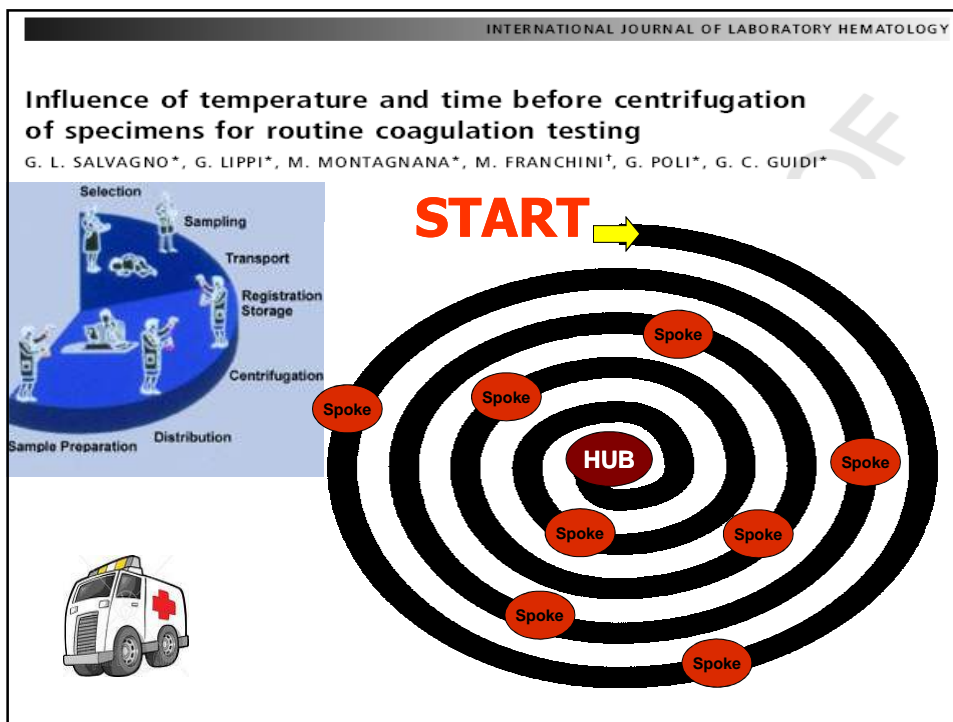 INTERNATIONAL JOURNAL OF LABORATORY HEMATOLOGY
Influence of temperature and time before centrifugation
of specimens for routine coagulation testing
G. L. SALVAGNO*, G. LIPPI*, M. MONTAGNANA*, M. FRANCHINI†, G. POLI*, G. C. GUIDI*
OF
Selection
Sampling
Transport
Registration
Storage
Centrifugation
Distribution
Sample Preparation
START
Spoke
Spoke
Spoke
HUB
Spoke
Spoke
Spoke
Spoke
Spoke